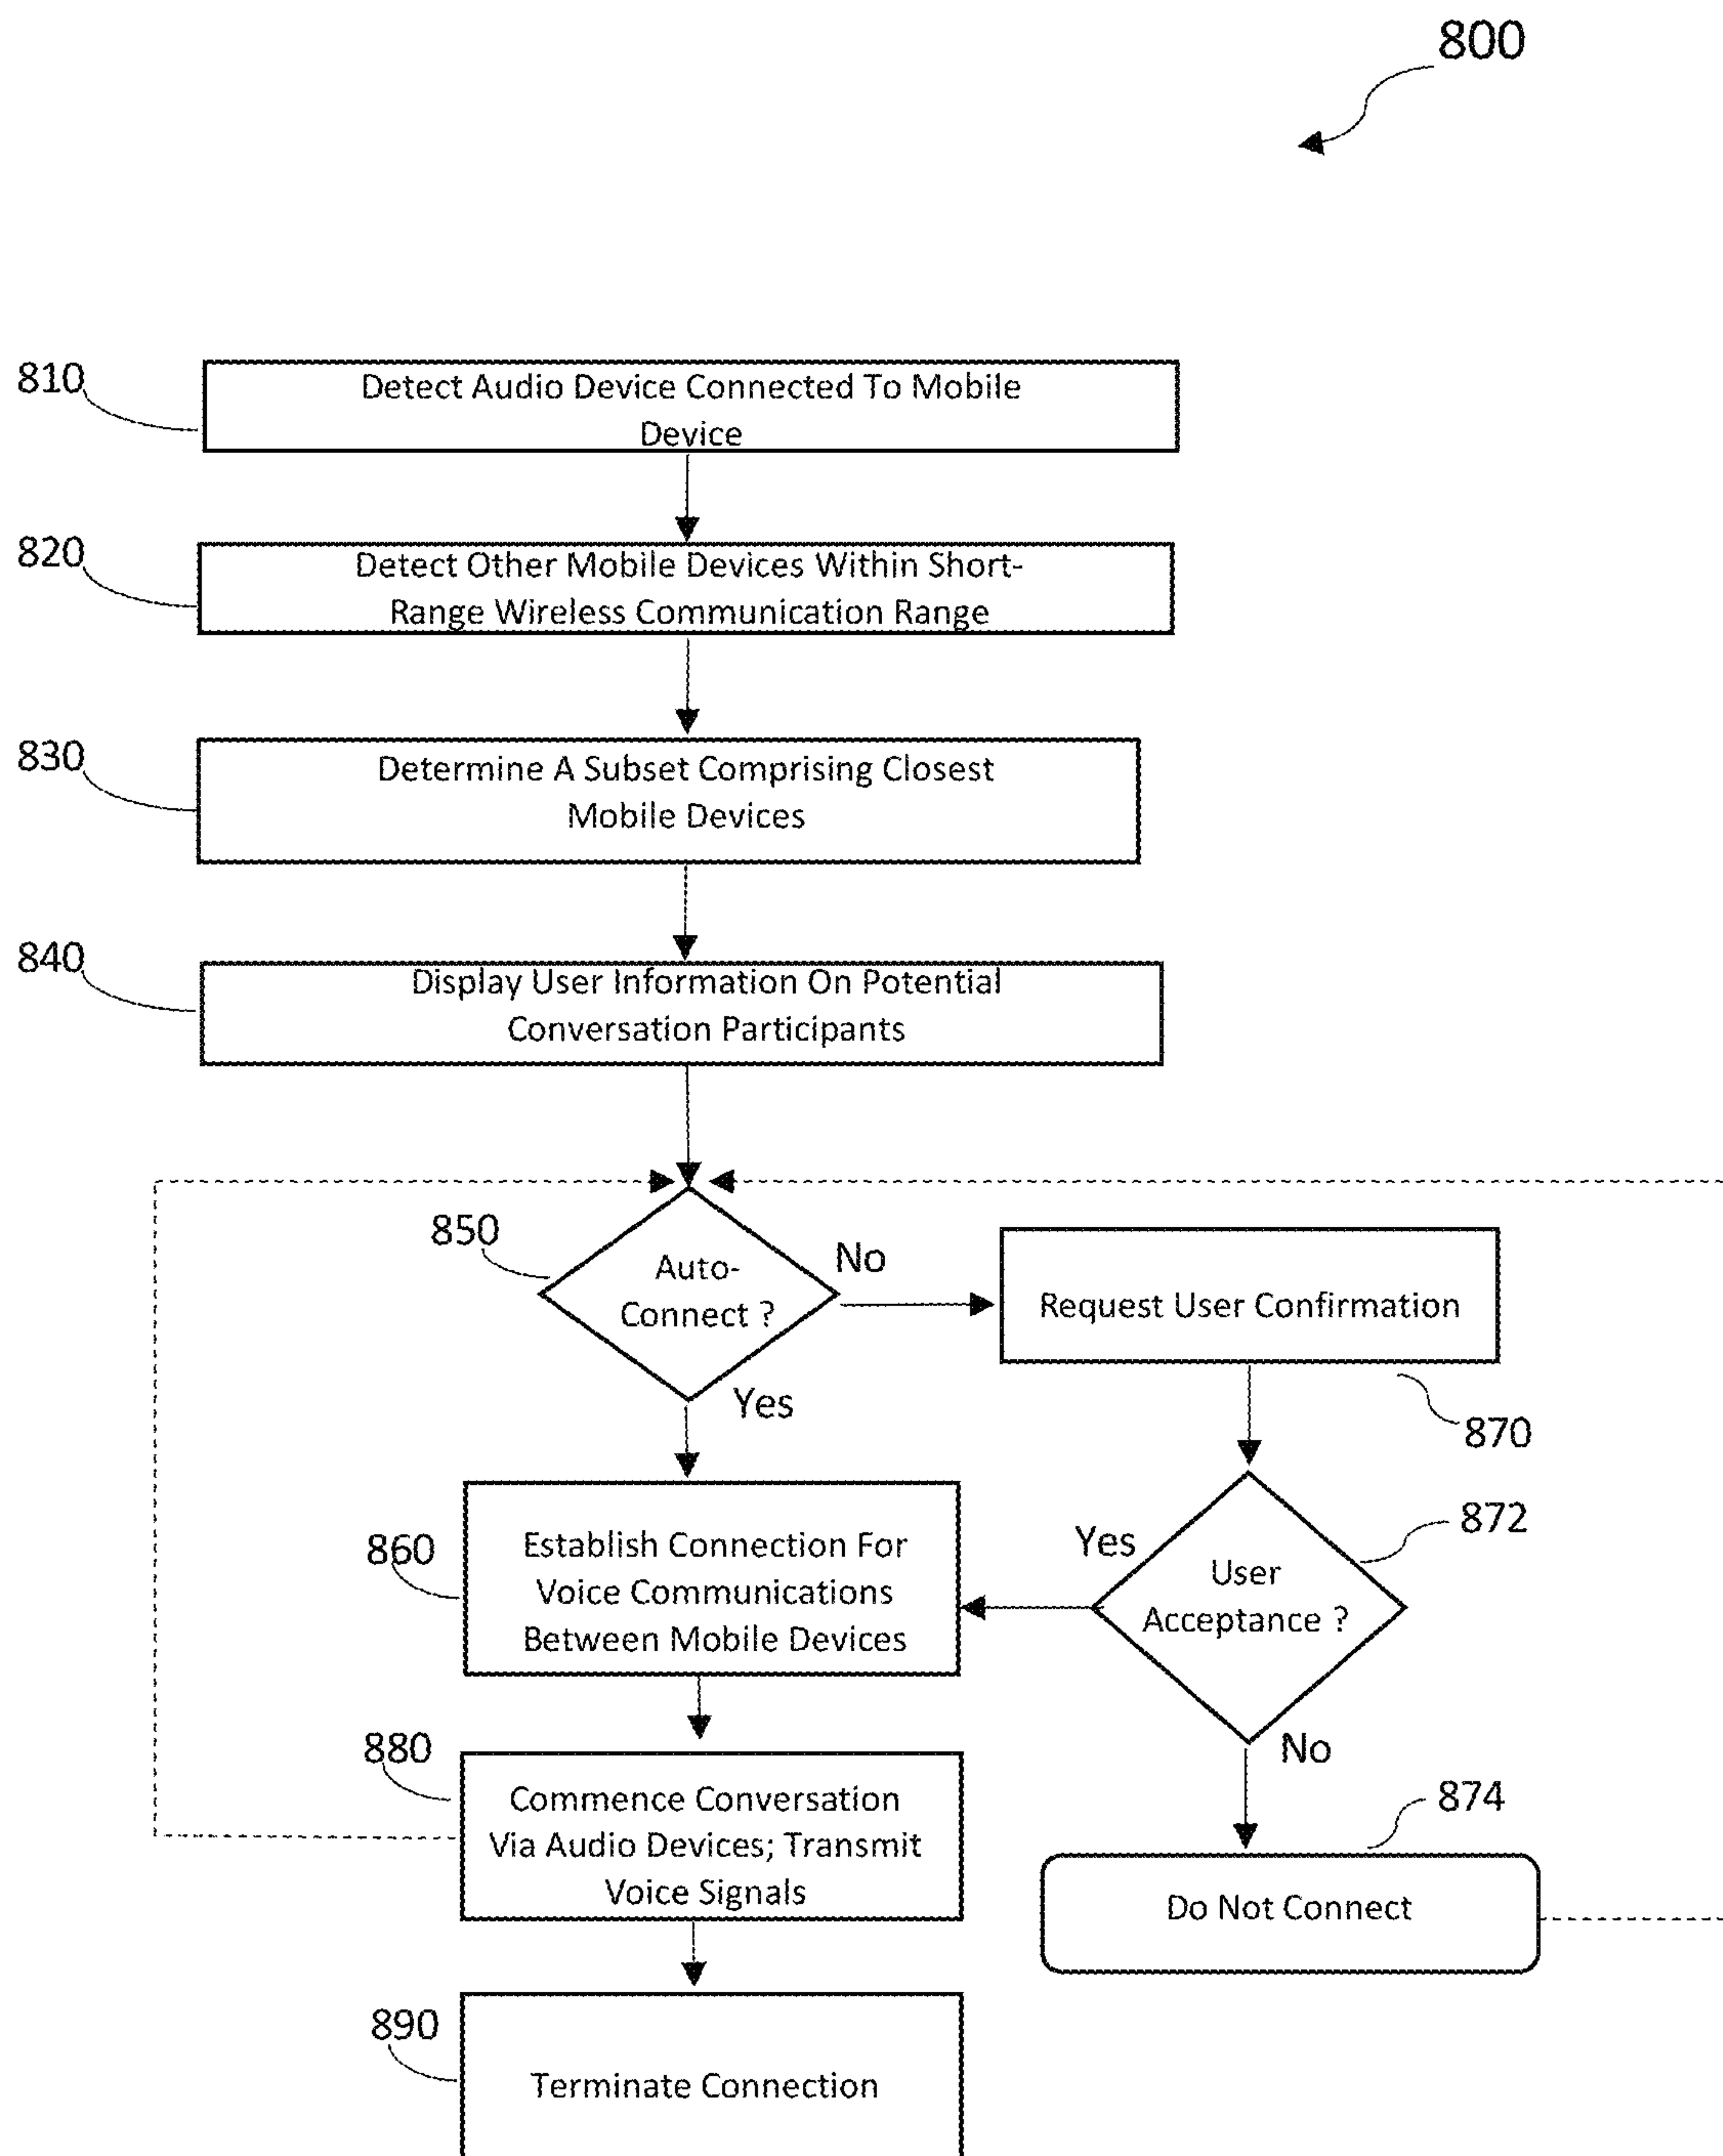 800
810
Detect Audio Device Connected To Mobile
Device
820
Detect Other Mobile Devices Within Short-
Range Wireless Communication Range
830
Determine A Subset Comprising Closest
Mobile Devices
840
Display User Information On Potential
Conversation Participants
850
Auto-
Connect ?
No
Yes
Request User Confirmation
870
872
User
Acceptance ?
Yes
No
860
Establish Connection For
Voice Communications
Between Mobile Devices
880
Commence Conversation
Via Audio Devices; Transmit
Voice Signals
874
Do Not Connect
890
Terminate Connection